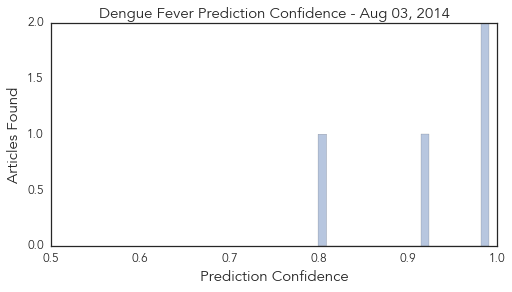 Dengue Fever Prediction Confidence - Aug 03, 2014
2.0
1.5
1.0
0.5
0.0
Articles Found
0.5 0.6 0.7 0.8 0.9 1.0
Prediction Confidence